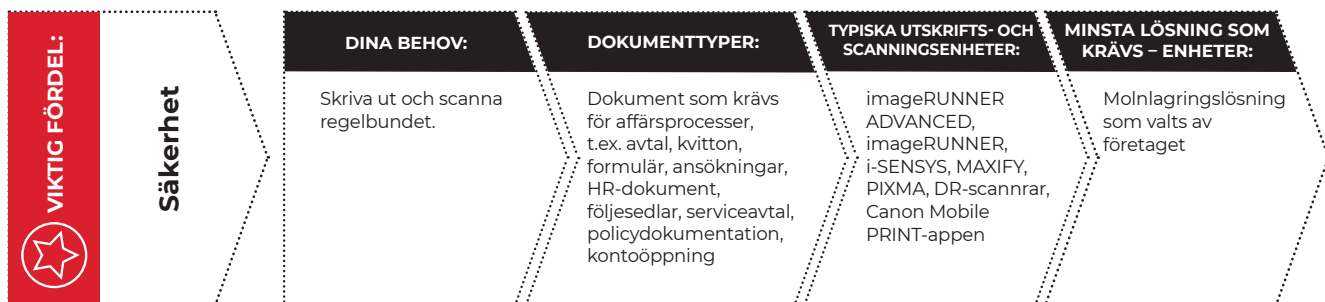 VIKTIG FÖRDEL:
Säkerhet
DINA BEHOV:
Skriva ut och scanna
regelbundet.
DOKUMENTTYPER:
Dokument som krävs
för affärsprocesser,
t.ex. avtal, kvitton,
formulär, ansökningar,
HR-dokument,
följesedlar, serviceavtal,
policydokumentation,
kontoöppning
TYPISKA UTSKRIFTS- OCH
SCANNINGSENHETER:
imageRUNNER
ADVANCED,
imageRUNNER,
i-SENSYS, MAXIFY,
PIXMA, DR-scannrar,
Canon Mobile
PRINT-appen
MINSTA LÖSNING SOM
KRÄVS – ENHETER:
Molnlagringslösning
som valts av
företaget